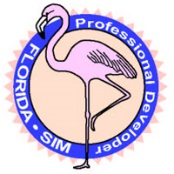 Professional Developer
FLORIDA • SIM